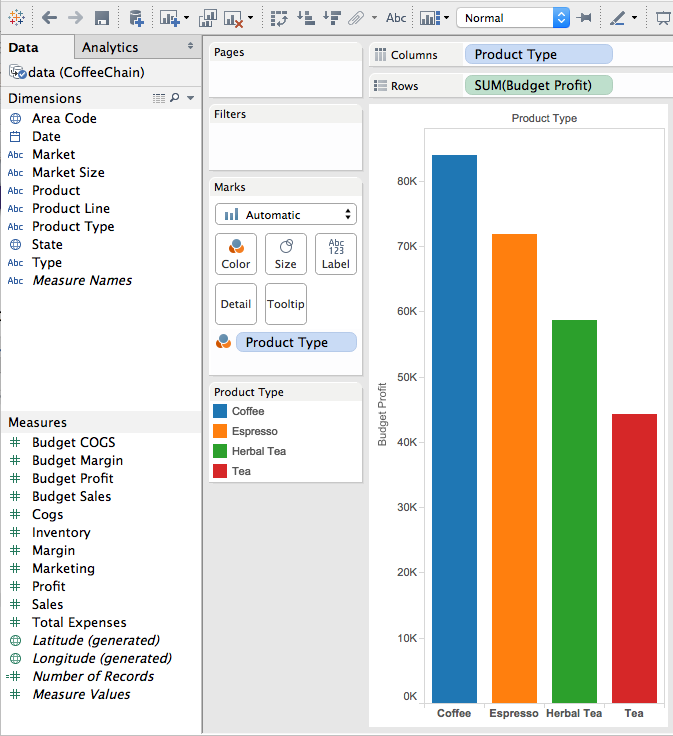 Abc
Normal
Data
Analytics
data (CoffeeChain)
Dimensions
Area Code
Date
Abc Market
Abc Market Size
Abc Product
Abc Product Line
Abc Product Type
State
Abc Type
Abc Measure Names
Measures
# Budget COGS
# Budget Margin
# Budget Profit
# Budget Sales
# Cogs
# Inventory
# Margin
# Marketing
# Profit
# Sales
# Total Expenses
Latitude (generated)
Longitude (generated)
=# Number of Records
# Measure Values
Pages
Filters
Marks
Automatic
Color
Size
Abc
123
Label
Detail
Tooltip
Product Type
Product Type
Coffee
Espresso
Herbal Tea
Tea
Columns
Product Type
Rows
SUM(Budget Profit)
Product Type
Budget Profit
80K
70K
60K
50K
40K
30K
20K
10K
0K
Coffee
Espresso
Herbal Tea
Tea